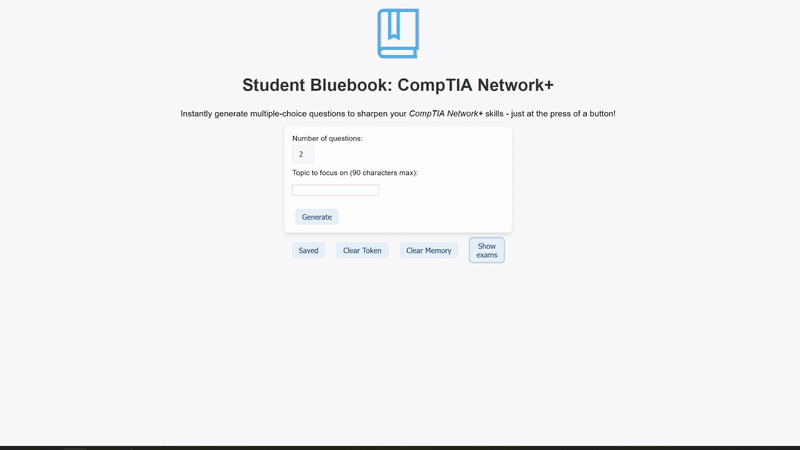 Student Bluebook: CompTIA Network+
Instantly generate multiple-choice questions to sharpen your CompTIA Network+ skills - just at the press of a button!
Number of questions:
2
Topic to focus on (90 characters max):
Generate
Saved
Clear Token
Clear Memory
Show
exams